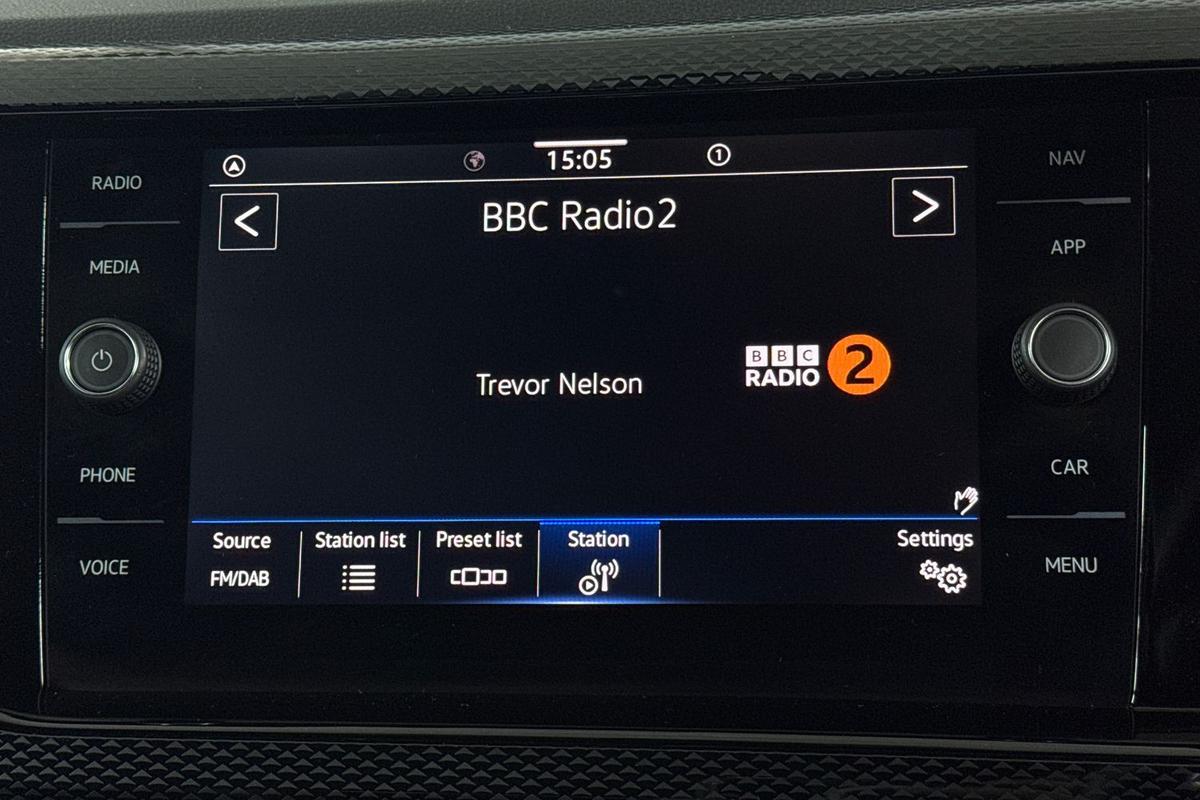 RADIO
MEDIA
PHONE
VOICE
15:05
1
BBC Radio2
Trevor Nelson
BBC
RADIO 2
Source
FM/DAB
Station list
Preset list
Station
Settings
NAV
APP
CAR
MENU